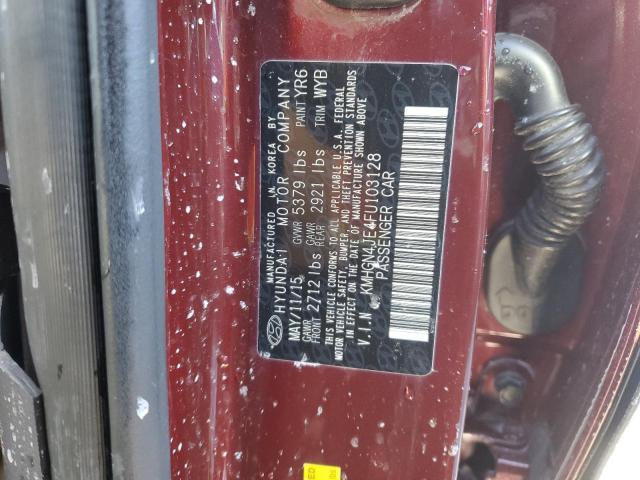 MANUFACTURED IN KOREA BY
HYUNDAI MOTOR COMPANY
MAY/11/15 GVWR 5379 lbs PAINT YR6
GAWR FRONT 2712 lbs GAWR REAR 2921 lbs TRIM WYB
THIS VEHICLE CONFORMS TO ALL APPLICABLE U.S.A. FEDERAL
MOTOR VEHICLE SAFETY, BUMPER, AND THEFT PREVENTION STANDARDS
IN EFFECT ON THE DATE OF MANUFACTURE SHOWN ABOVE
V.I.N : KMHGN4JE4FU103128
PASSENGER CAR